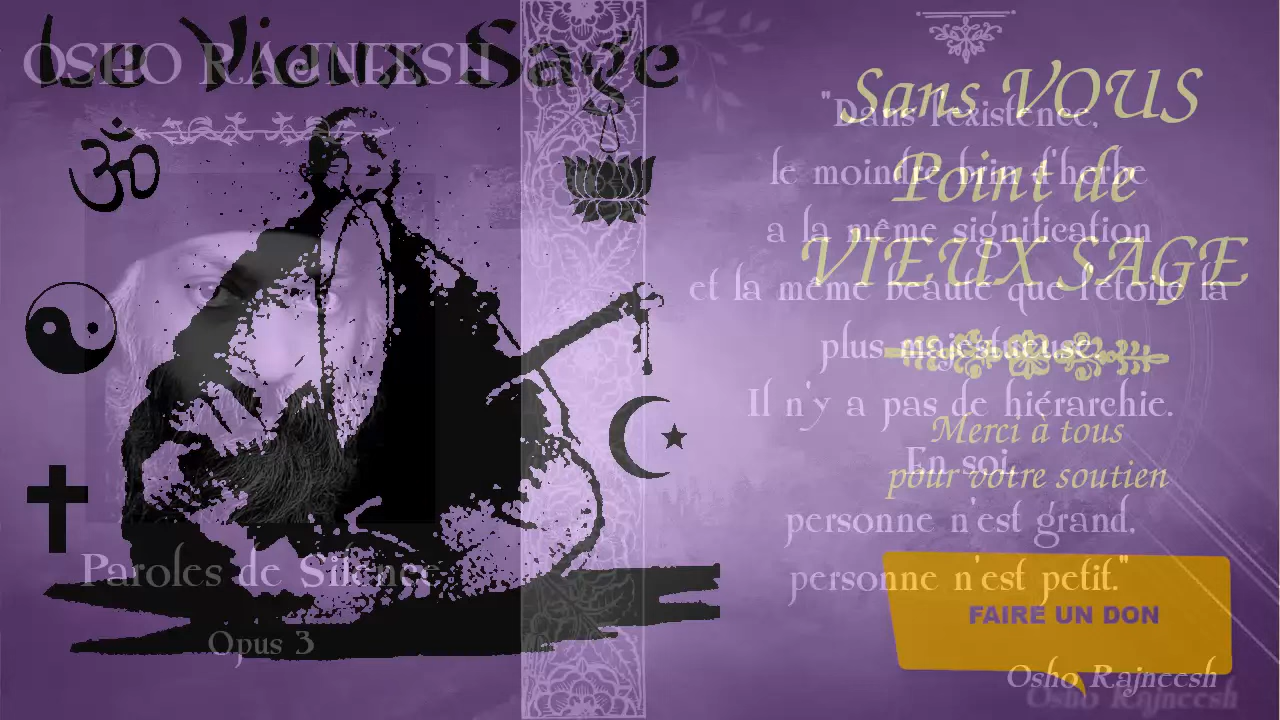 Le Vieux Sage
OSHO RAJNEESH
Paroles de Silence
Opus 3
Sans VOUS
Point de
VIEUX SAGE
Merci à tous
pour votre soutien
FAIRE UN DON
"Dans l'existence,
le moindre brin d'herbe
a la même signification
et la même beauté que l'étoile la
plus majestueuse.
Il n'y a pas de hiérarchie.
En soi,
personne n'est grand,
personne n'est petit."
Osho Rajneesh